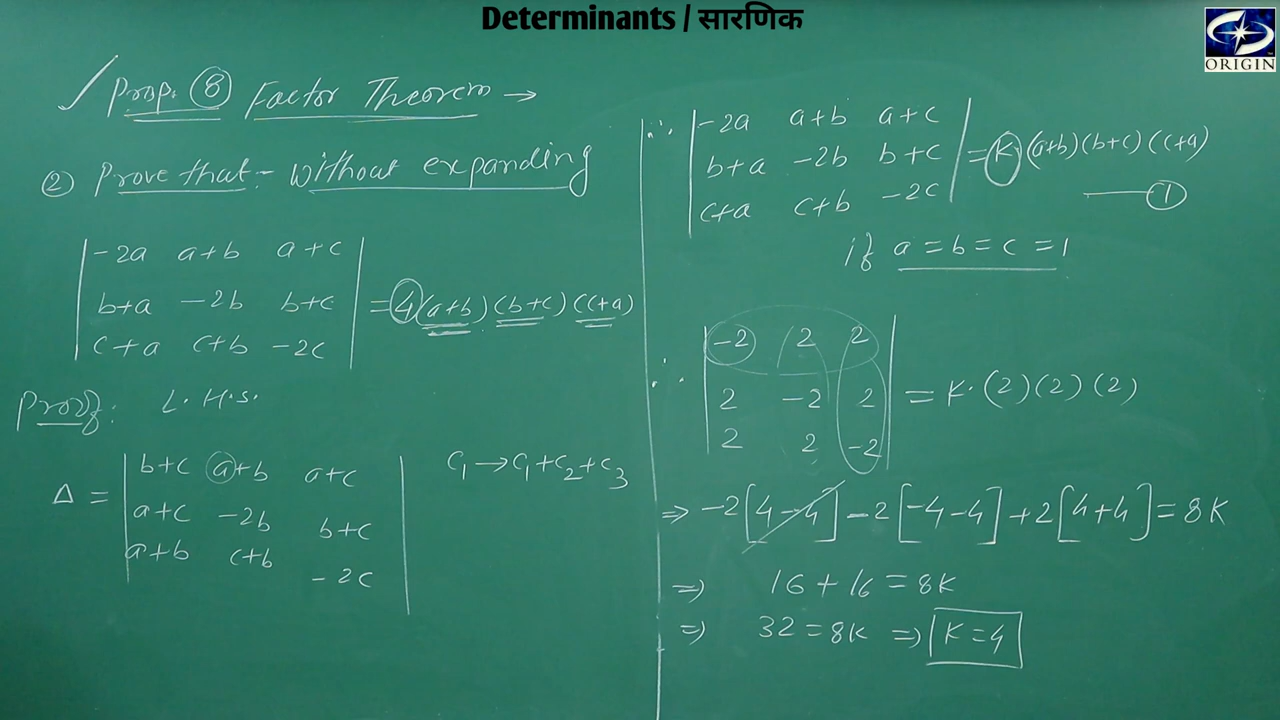 Determinants / सारणिक
ORIGIN
✓ Prop. ⑧ Factor Theorem →
② Prove that:- without expanding
| -2a a+b a+c |
| b+a -2b b+c | = 4(a+b)(b+c)(c+a)
| c+a c+b -2c |
Proof: L.H.S.
| b+c a+b a+c | C₁→C₁+C₂+C₃
Δ = | a+c -2b b+c |
| a+b c+b -2c |
∴ | -2a a+b a+c |
| b+a -2b b+c | = K·(a+b)(b+c)(c+a)
| c+a c+b -2c | —— ①
if a = b = c = 1
∴ | -2 2 2 |
| 2 -2 2 | = K·(2)(2)(2)
| 2 2 -2 |
⇒ -2[4-4] -2[-4-4] +2[4+4] = 8K
⇒ 16 + 16 = 8K
⇒ 32 = 8K ⇒ K = 4